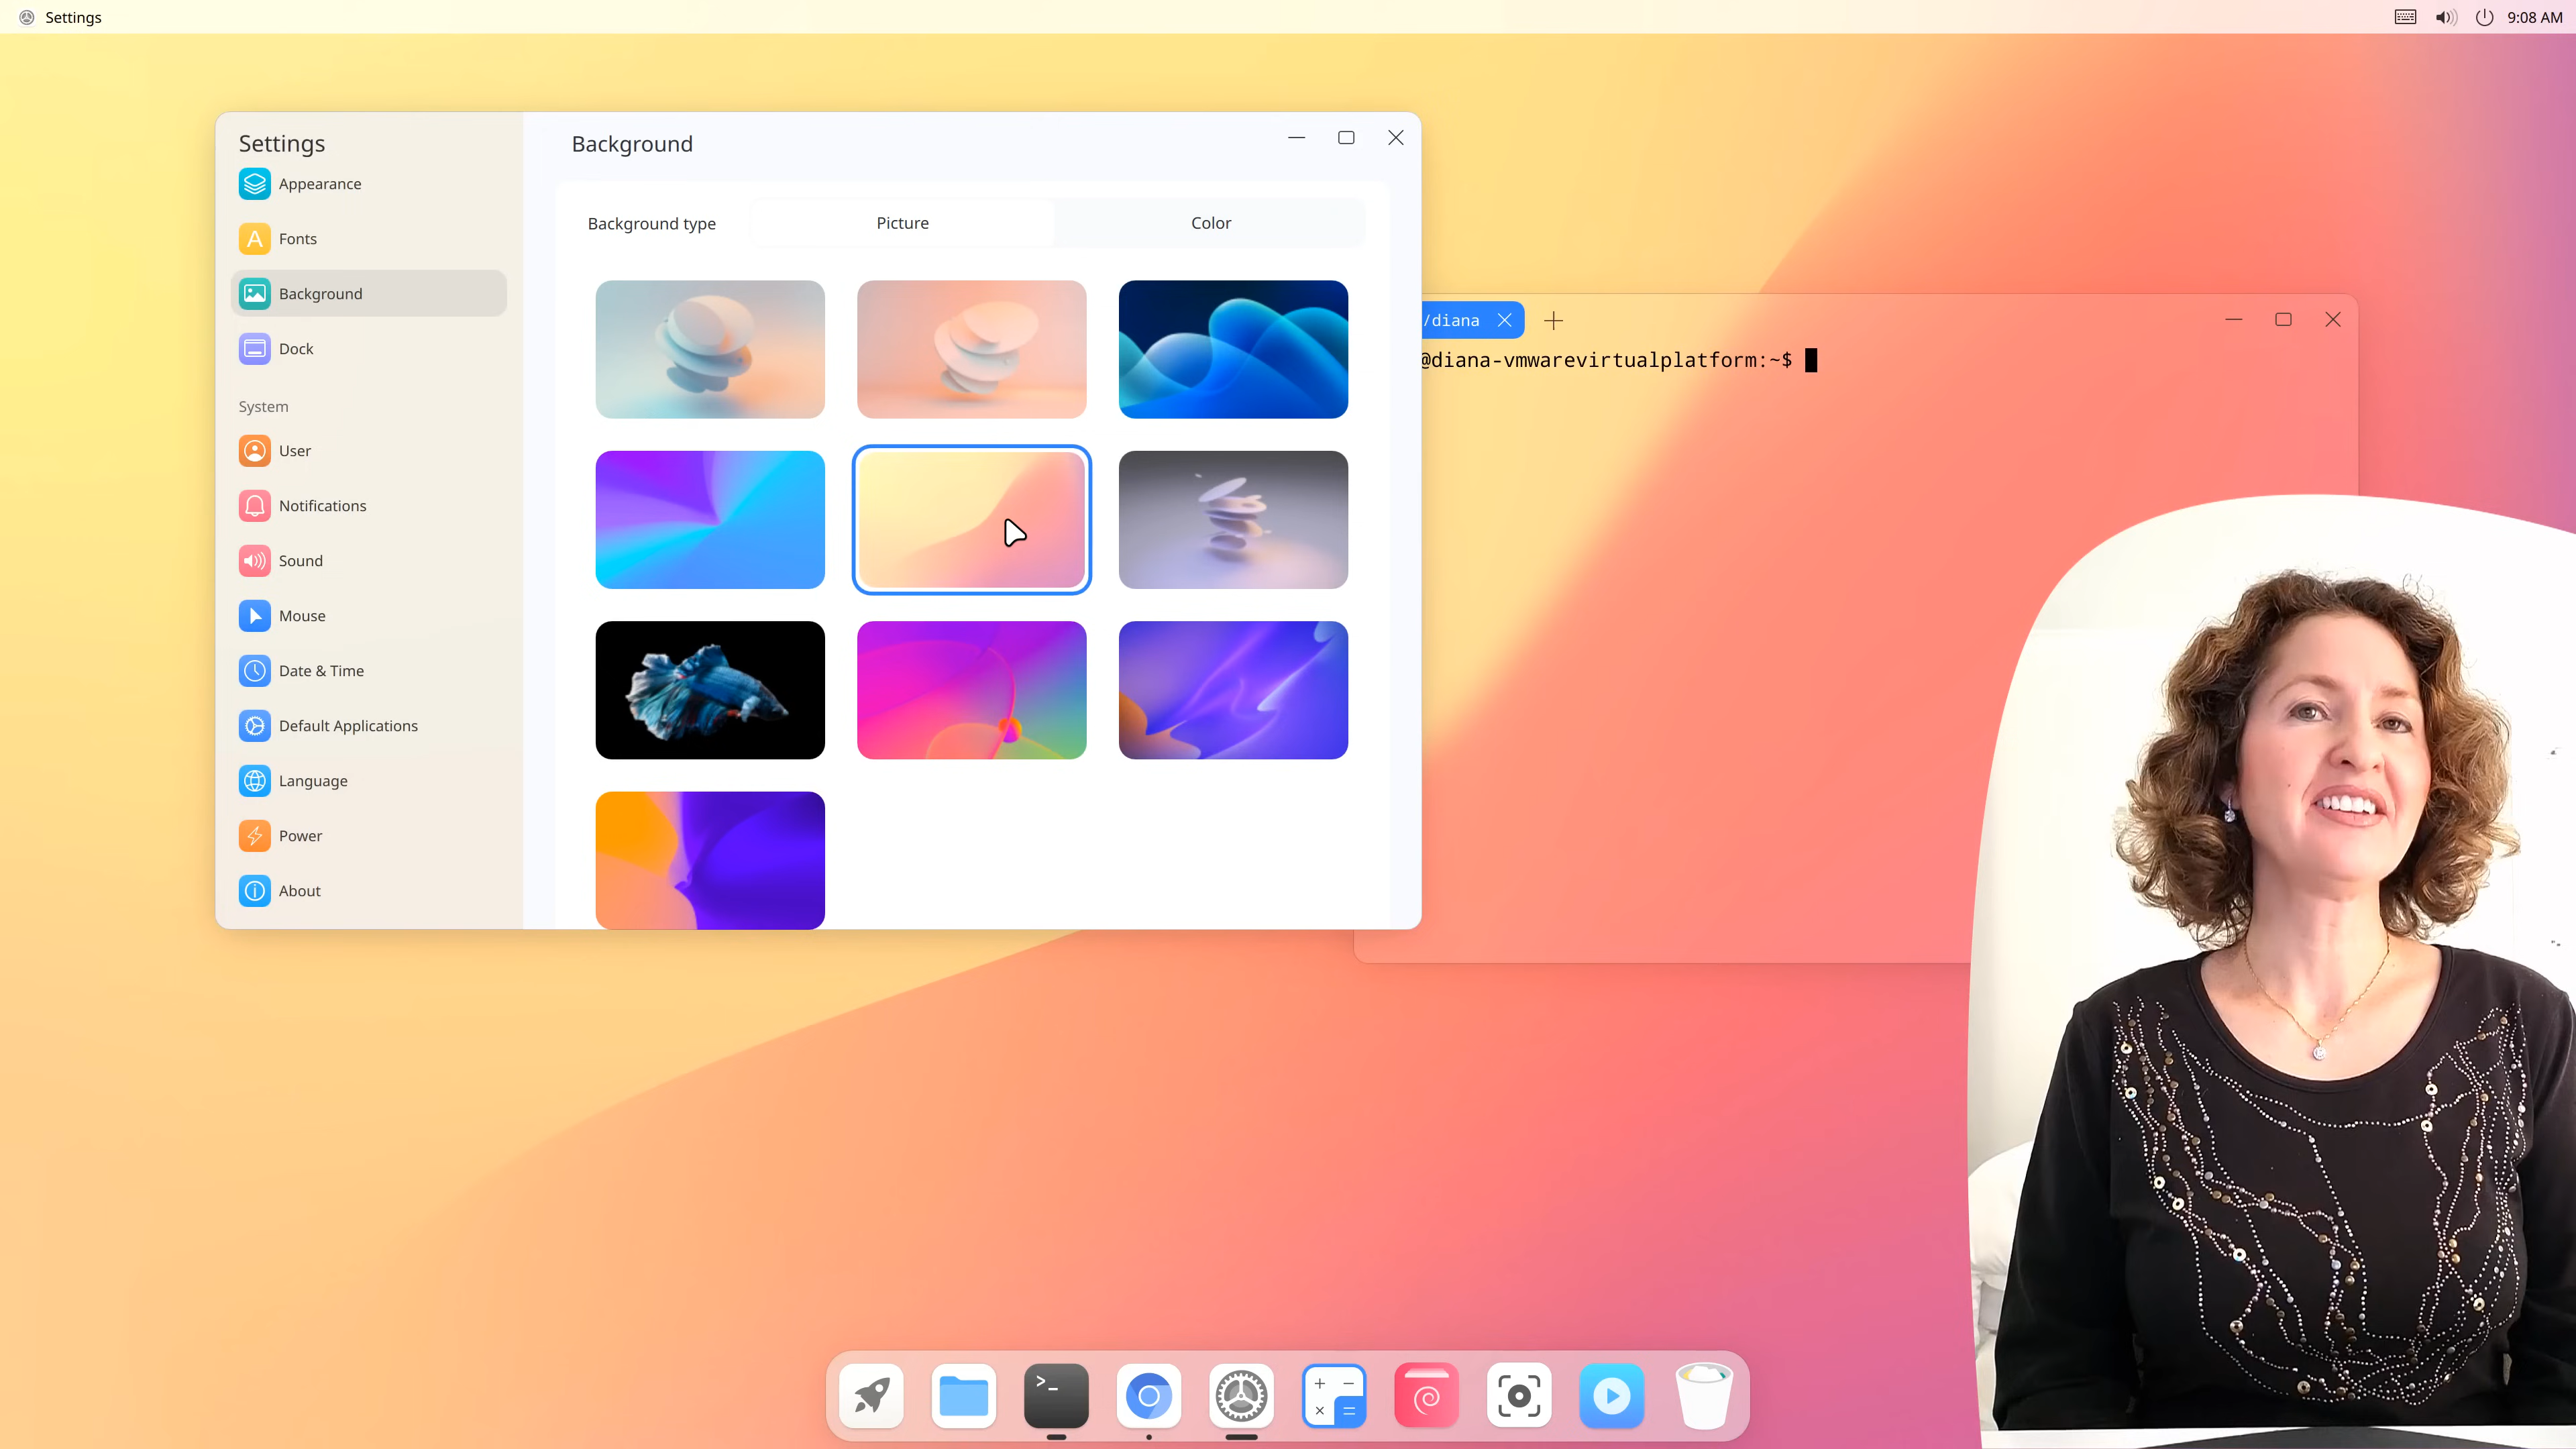 Settings
9:08 AM
Settings
Appearance
Fonts
Background
Dock
System
User
Notifications
Sound
Mouse
Date & Time
Default Applications
Language
Power
About
Background
Background type
Picture
Color
/diana
@diana-vmwarevirtualplatform:~$
>_